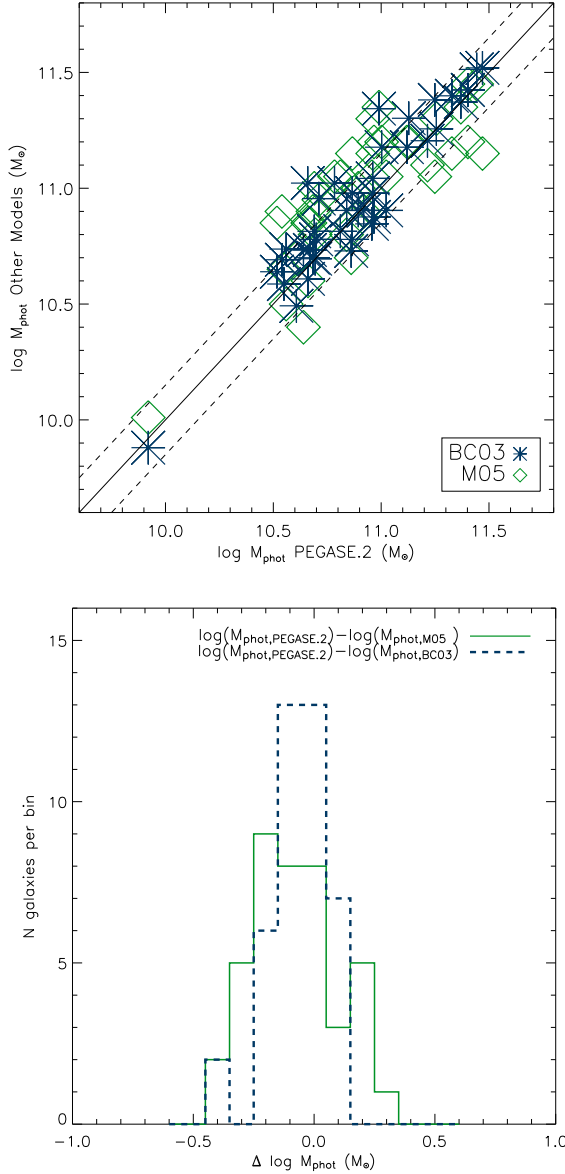 11.5
11.0
10.5
10.0
log M_phot Other Models (M_⊙)
BC03
M05
10.0 10.5 11.0 11.5
log M_phot PEGASE.2 (M_⊙)
15
10
5
0
N galaxies per bin
log(M_phot,PEGASE.2)−log(M_phot,M05)
log(M_phot,PEGASE.2)−log(M_phot,BC03)
−1.0 −0.5 0.0 0.5 1.0
Δ log M_phot (M_⊙)